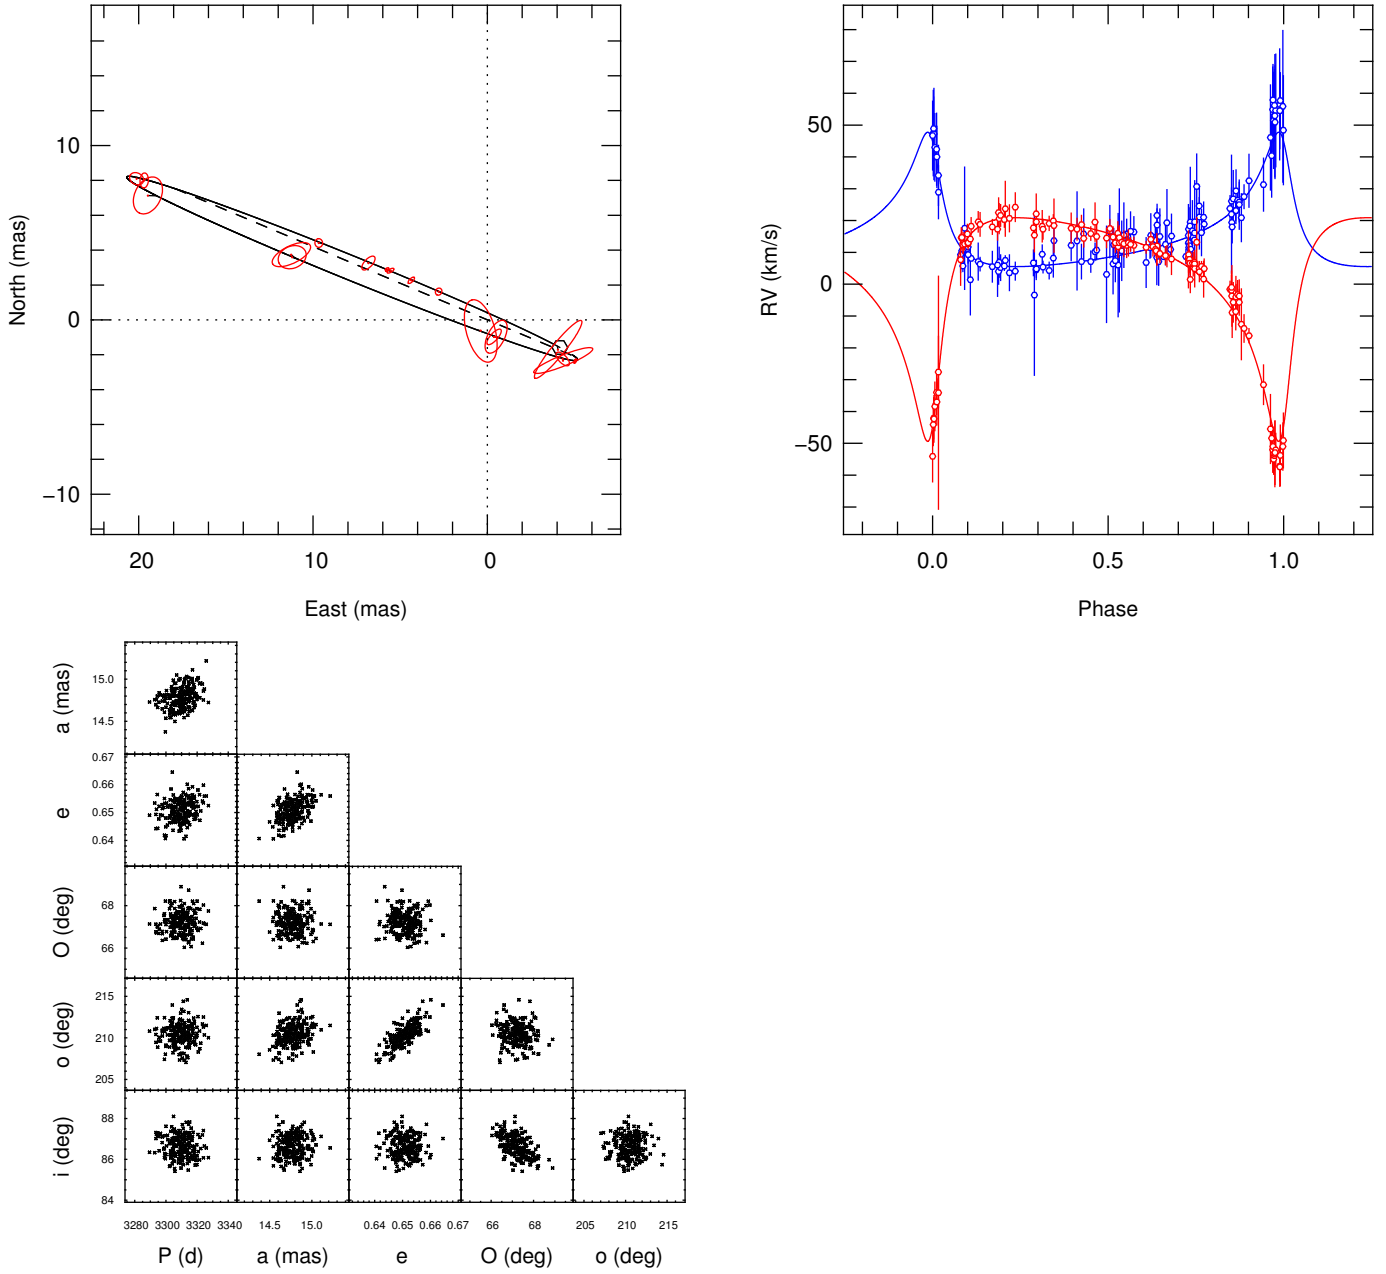 10
0
−10
North (mas)
20
10
0
East (mas)
50
0
−50
RV (km/s)
0.0
0.5
1.0
Phase
15.0
14.5
a (mas)
0.67
0.66
0.65
0.64
e
68
66
O (deg)
215
210
205
o (deg)
88
86
84
i (deg)
3280 3300 3320 3340
14.5 15.0
0.64 0.65 0.66 0.67
66 68
205 210 215
P (d)
a (mas)
e
O (deg)
o (deg)